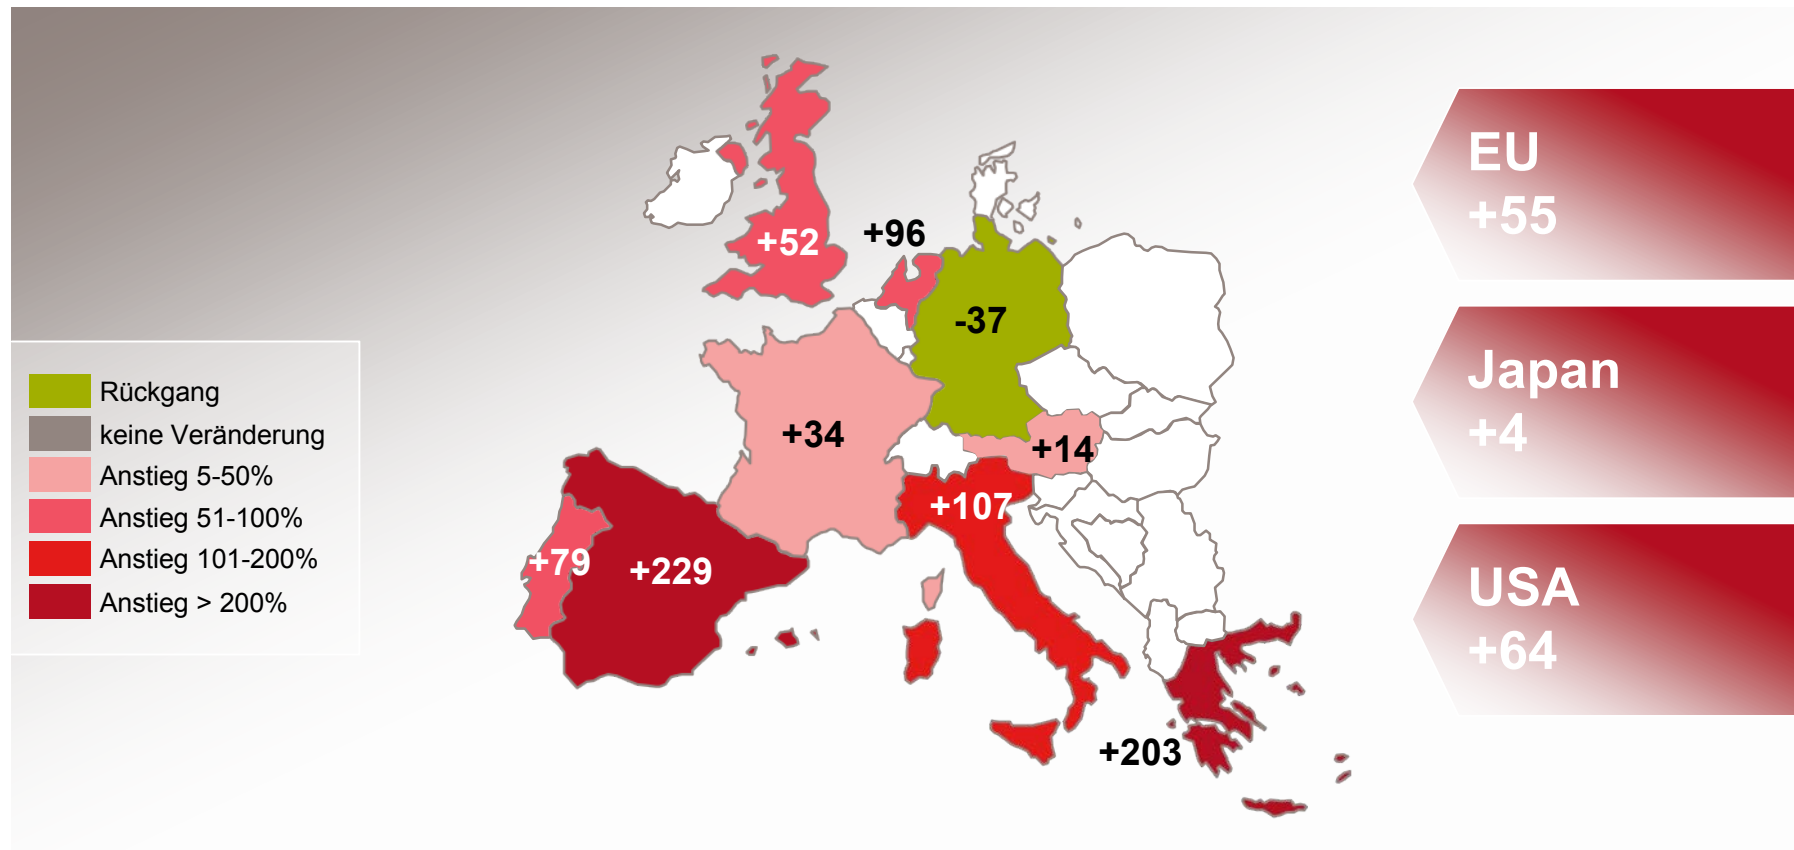 +52
+96
-37
+34
+14
+107
+79
+229
+203
EU
+55
Japan
+4
USA
+64
Rückgang
keine Veränderung
Anstieg 5-50%
Anstieg 51-100%
Anstieg 101-200%
Anstieg > 200%